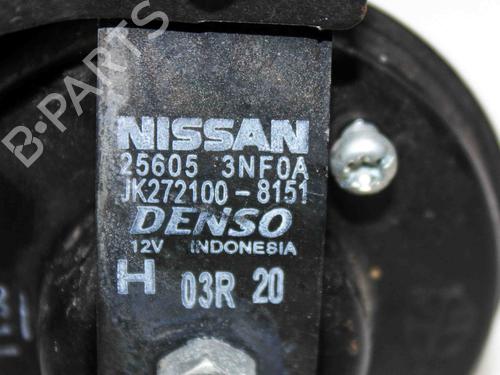 B·PARTS
NISSAN
25605 3NF0A
JK272100-8151
DENSO
12V INDONESIA
H 03R 20